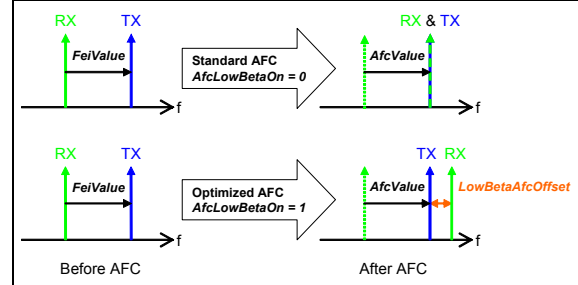 RX TX
FeiValue
f
Standard AFC
AfcLowBetaOn = 0
RX & TX
AfcValue
f
RX TX
FeiValue
f
Optimized AFC
AfcLowBetaOn = 1
TX RX
AfcValue
LowBetaAfcOffset
f
Before AFC
After AFC